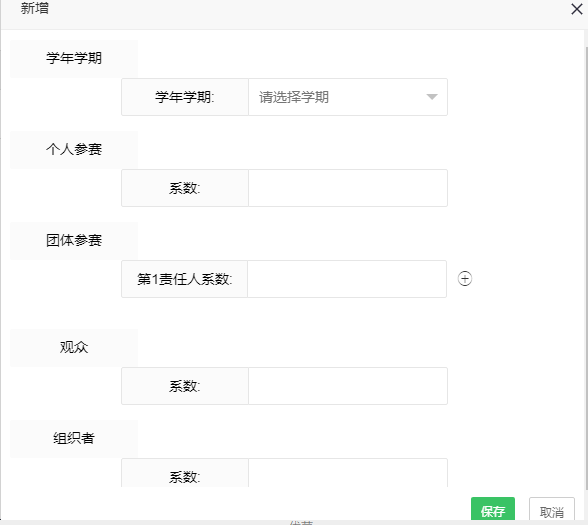 新增
学年学期
学年学期:
请选择学期
个人参赛
系数:
团体参赛
第1责任人系数:
观众
系数:
组织者
系数:
保存
取消